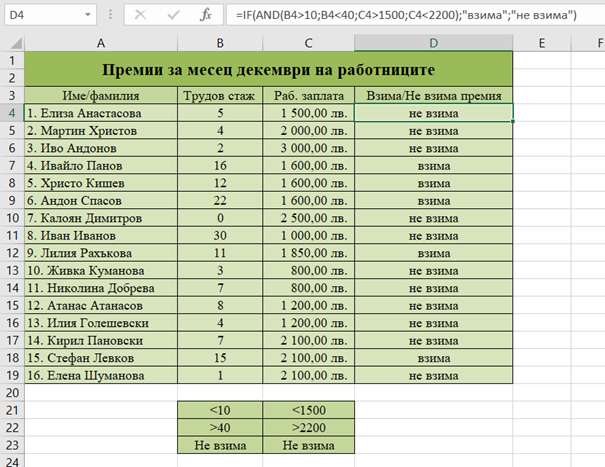 D4 fx =IF(AND(B4>10;B4<40;C4>1500;C4<2200);"взима";"не взима")
A B C D E F
1 Премии за месец декември на работниците
2
3 Име/фамилия Трудов стаж Раб. заплата Взима/Не взима премия
4 1. Елиза Анастасова 5 1 500,00 лв. не взима
5 2. Мартин Христов 4 2 000,00 лв. не взима
6 3. Иво Андонов 2 3 000,00 лв. не взима
7 4. Ивайло Панов 16 1 600,00 лв. взима
8 5. Христо Кишев 12 1 600,00 лв. взима
9 6. Андон Спасов 22 1 600,00 лв. взима
10 7. Калоян Димитров 0 2 500,00 лв. не взима
11 8. Иван Иванов 30 1 000,00 лв. не взима
12 9. Лилия Рахькова 11 1 850,00 лв. взима
13 10. Живка Куманова 3 800,00 лв. не взима
14 11. Николина Добрева 7 800,00 лв. не взима
15 12. Атанас Атанасов 8 1 200,00 лв. не взима
16 13. Илия Голешевски 4 1 200,00 лв. не взима
17 14. Кирил Пановски 7 2 100,00 лв. не взима
18 15. Стефан Левков 15 2 100,00 лв. взима
19 16. Елена Шуманова 1 2 100,00 лв. не взима
20
21 <10 <1500
22 >40 >2200
23 Не взима Не взима
24